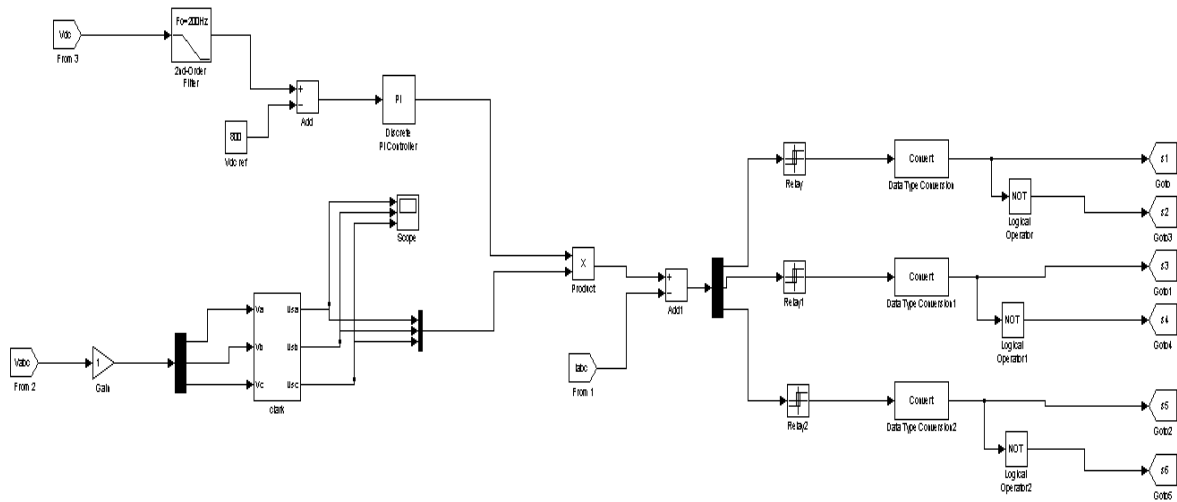 Vdc
From 3
Fo=200Hz
2nd-Order
Filter
+
−
Add
800
Vdc ref
PI
Discrete
PI Controller
Scope
Vabc
From 2
1
Gain
Va
Vb
Vc
Usa
Usb
Usc
clark
X
Product
Iabc
From 1
+
−
Add1
Relay
Convert
Data Type Conversion
NOT
Logical
Operator
s1
Goto
s2
Goto3
Relay1
Convert
Data Type Conversion1
NOT
Logical
Operator1
s3
Goto1
s4
Goto4
Relay2
Convert
Data Type Conversion2
NOT
Logical
Operator2
s5
Goto2
s6
Goto5